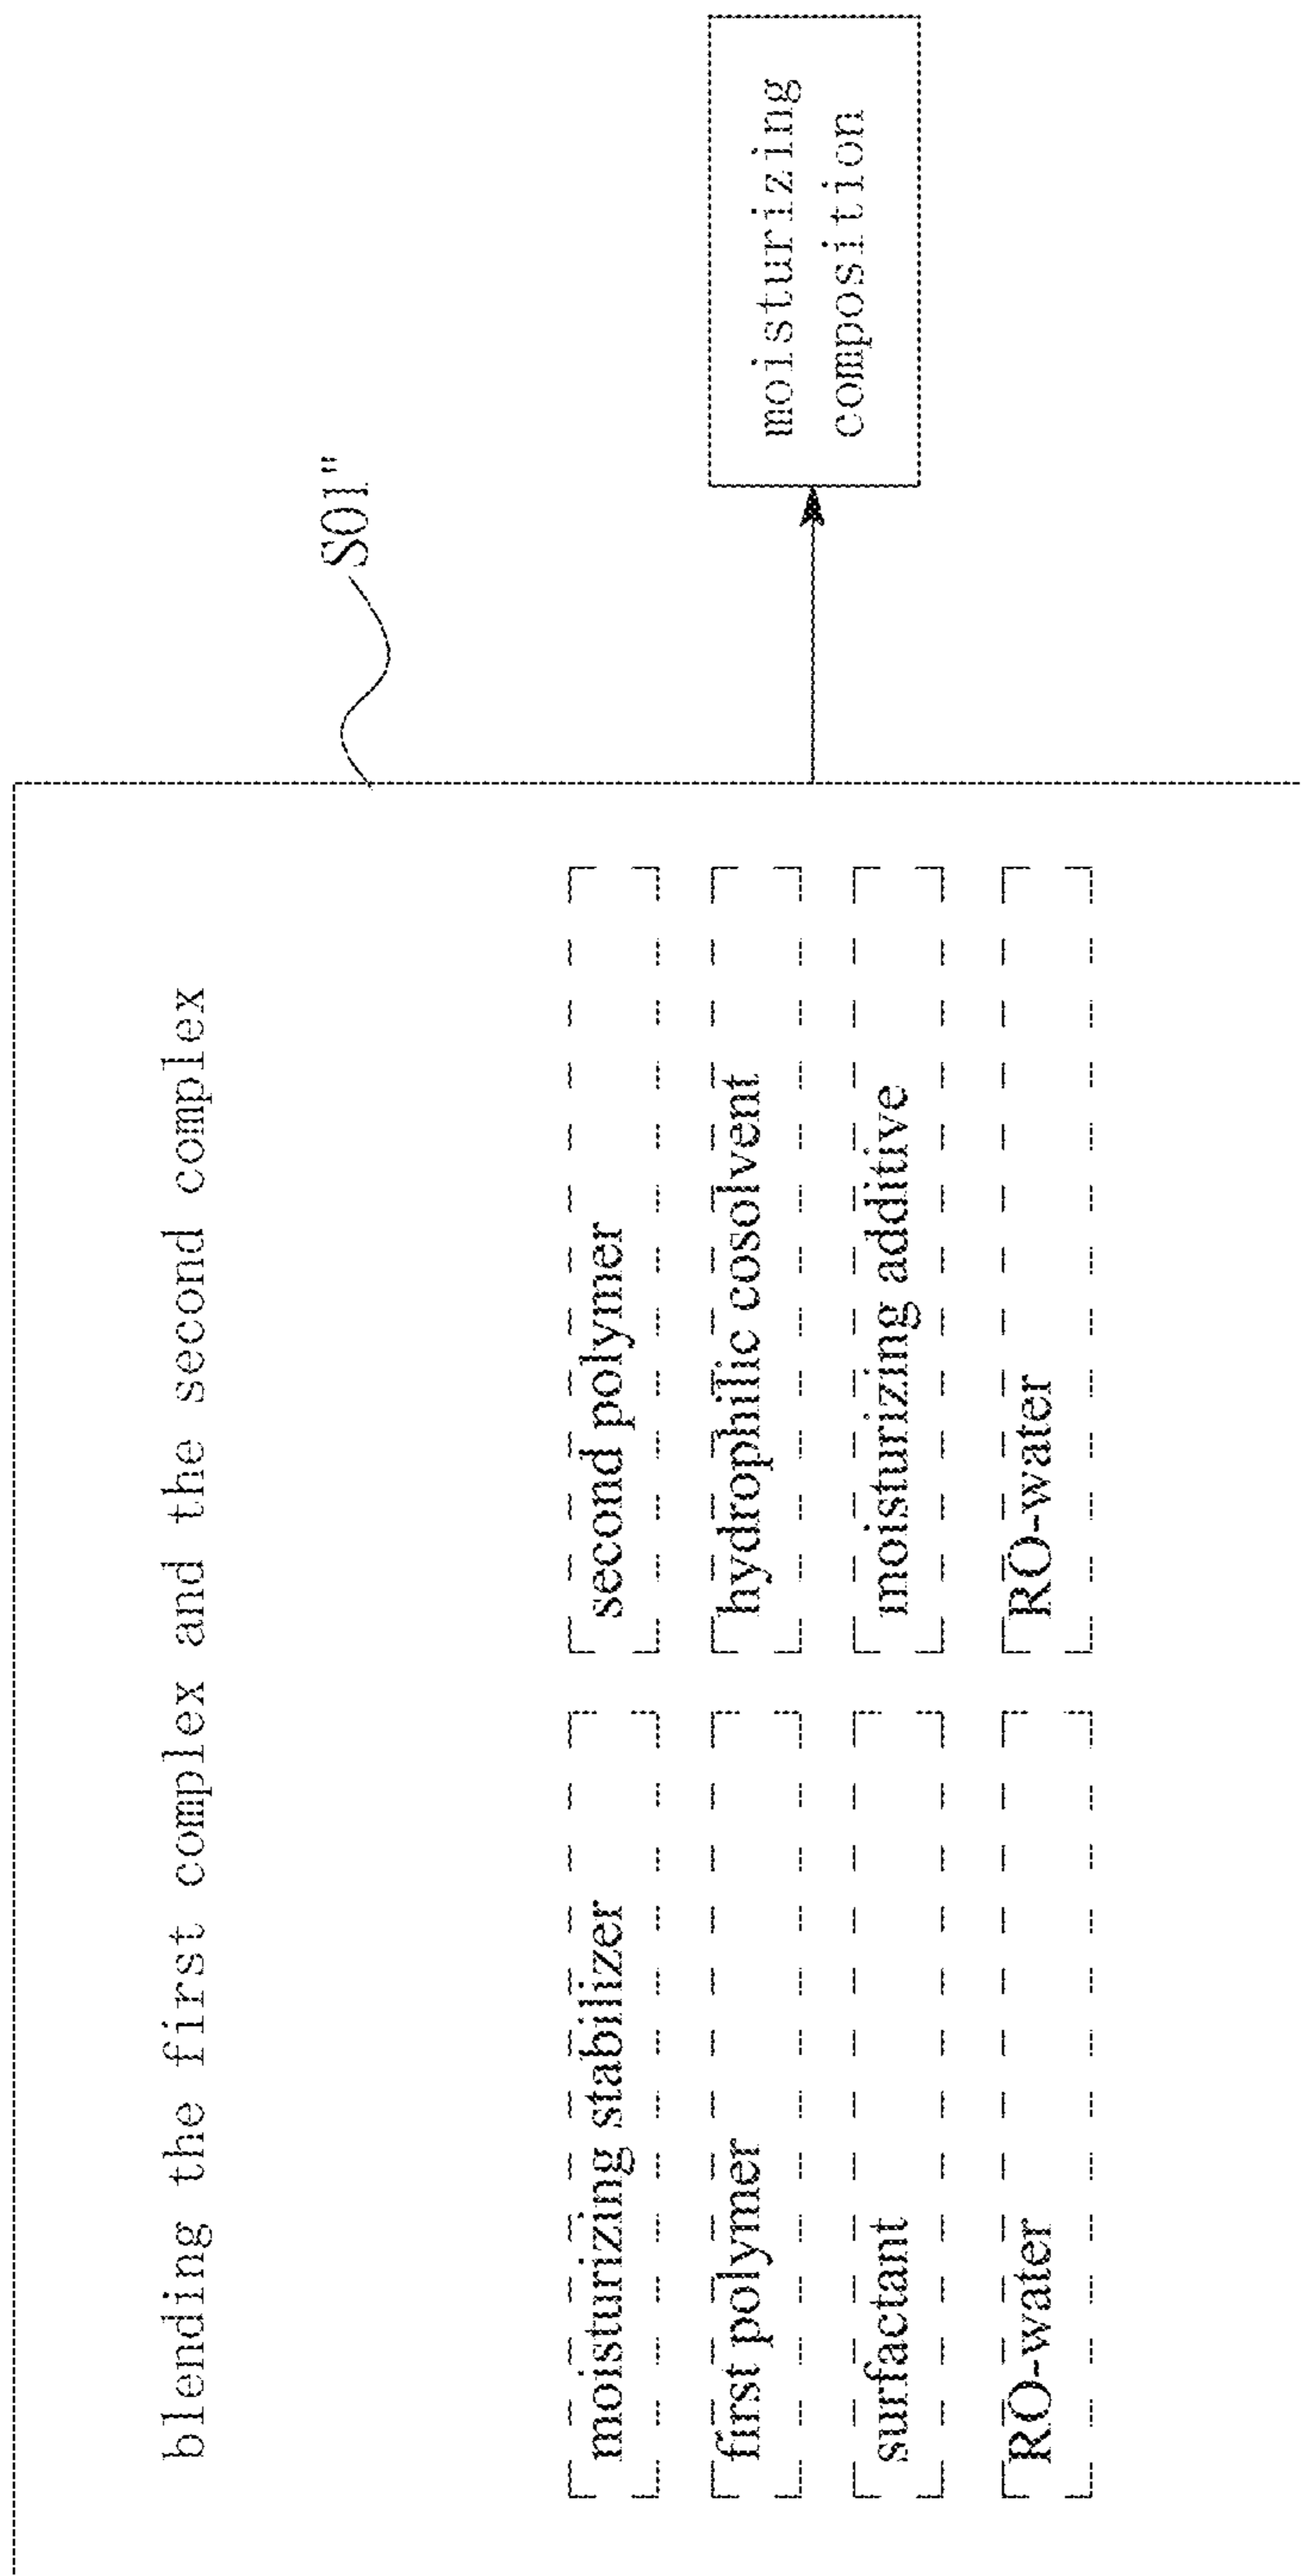 blending the first complex and the second complex
moisturizing stabilizer
first polymer
surfactant
RO-water
second polymer
hydrophilic cosolvent
moisturizing additive
RO-water
S01"
moisturizing
composition